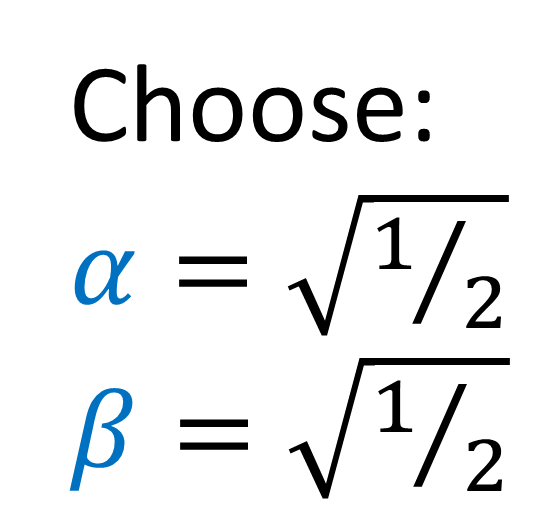 Choose:
α = √1/2
β = √1/2